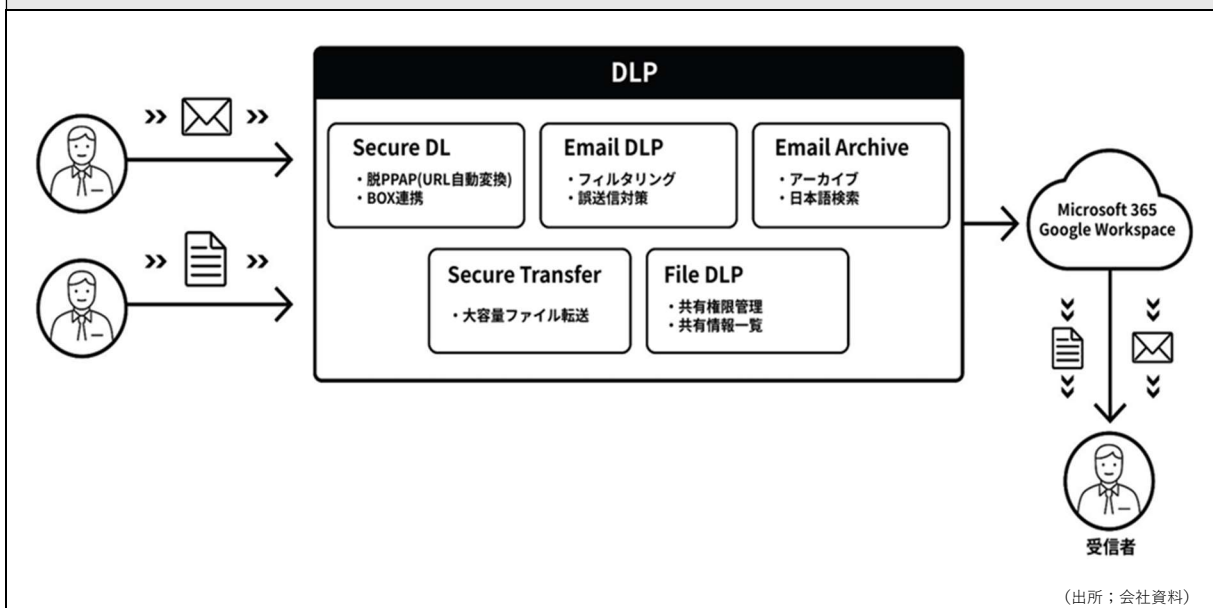 DLP
Secure DL
・脱PPAP(URL自動変換)
・BOX連携
Email DLP
・フィルタリング
・誤送信対策
Email Archive
・アーカイブ
・日本語検索
Secure Transfer
・大容量ファイル転送
File DLP
・共有権限管理
・共有情報一覧
Microsoft 365
Google Workspace
受信者
（出所；会社資料）